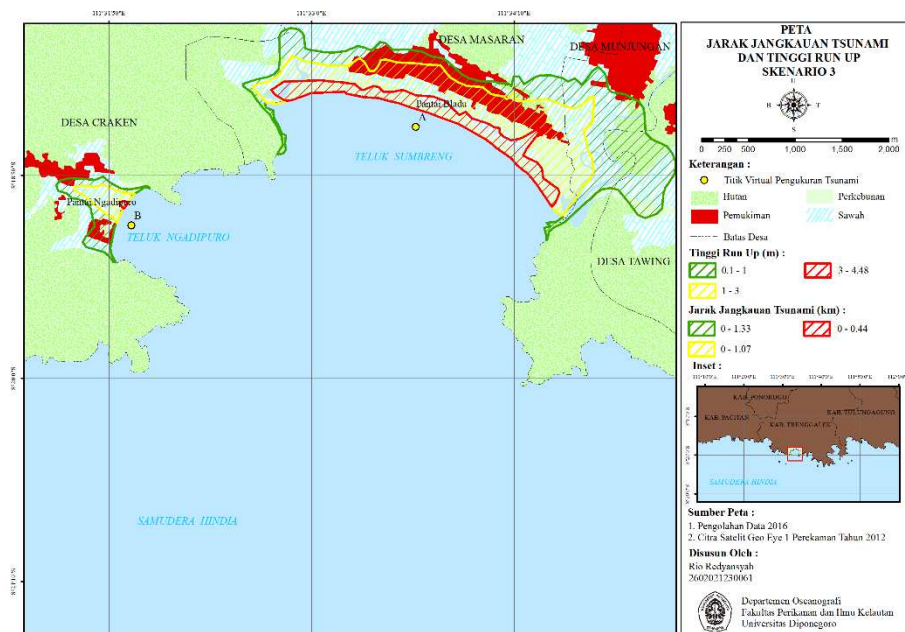 DESA MASARAN
DESA MUNJUNGAN
Pantai Bladu
A
DESA CRAKEN
TELUK SUMBRENG
Pantai Ngadipuro
B
TELUK NGADIPURO
DESA TAWING
SAMUDERA HINDIA
PETA
JARAK JANGKAUAN TSUNAMI
DAN TINGGI RUN UP
SKENARIO 3
U
B T
S
0 250 500 1,000 1,500 2,000
m
Keterangan :
Titik Virtual Pengukuran Tsunami
Hutan Perkebunan
Pemukiman Sawah
Batas Desa
Tinggi Run Up (m) :
0.1 - 1 3 - 4.48
1 - 3
Jarak Jangkauan Tsunami (km)
0 - 1.33 0 - 0.44
0 - 1.07
Inset :
KAB. PONOROGO
KAB. PACITAN
KAB. TULUNGAGUNG
KAB. TRENGGALEK
SAMUDERA HINDIA
Sumber Peta :
1. Pengolahan Data 2016
2. Citra Satelit Geo Eye 1 Perekaman Tahun 2012
Disusun Oleh :
Rio Redyansyah
26020212130061
Departemen Oseanografi
Fakultas Perikanan dan Ilmu Kelautan
Universitas Diponegoro